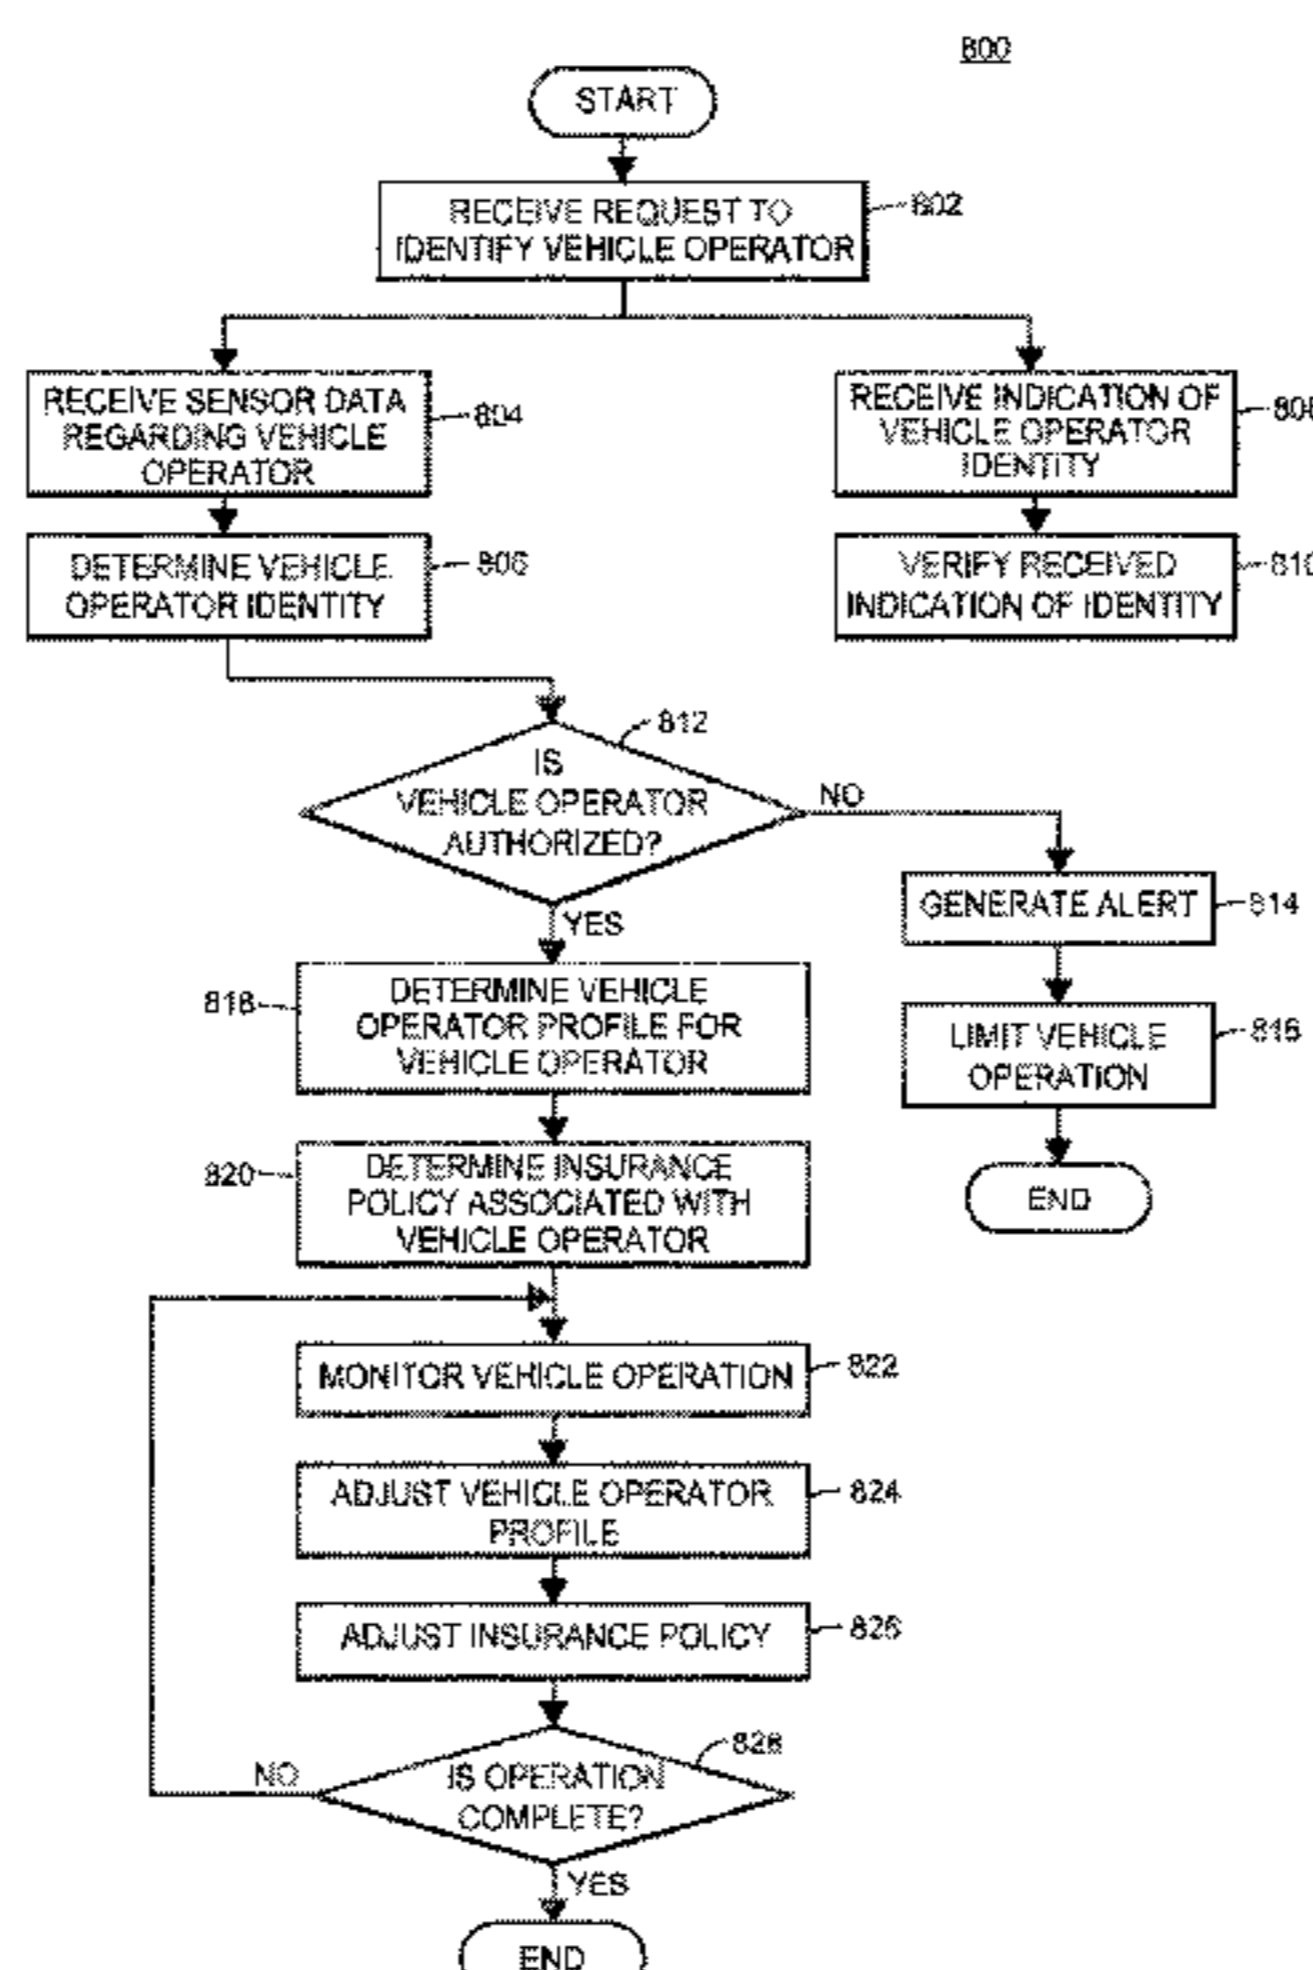 800
START
RECEIVE REQUEST TO
IDENTIFY VEHICLE OPERATOR
802
RECEIVE SENSOR DATA
REGARDING VEHICLE
OPERATOR
804
RECEIVE INDICATION OF
VEHICLE OPERATOR
IDENTITY
DETERMINE VEHICLE
OPERATOR IDENTITY
806
VERIFY RECEIVED
INDICATION OF IDENTITY
810
812
IS
VEHICLE OPERATOR
AUTHORIZED?
NO
YES
GENERATE ALERT
814
LIMIT VEHICLE
OPERATION
816
END
818
DETERMINE VEHICLE
OPERATOR PROFILE FOR
VEHICLE OPERATOR
820
DETERMINE INSURANCE
POLICY ASSOCIATED WITH
VEHICLE OPERATOR
MONITOR VEHICLE OPERATION
822
ADJUST VEHICLE OPERATOR
PROFILE
824
ADJUST INSURANCE POLICY
826
828
IS OPERATION
COMPLETE?
NO
YES
END